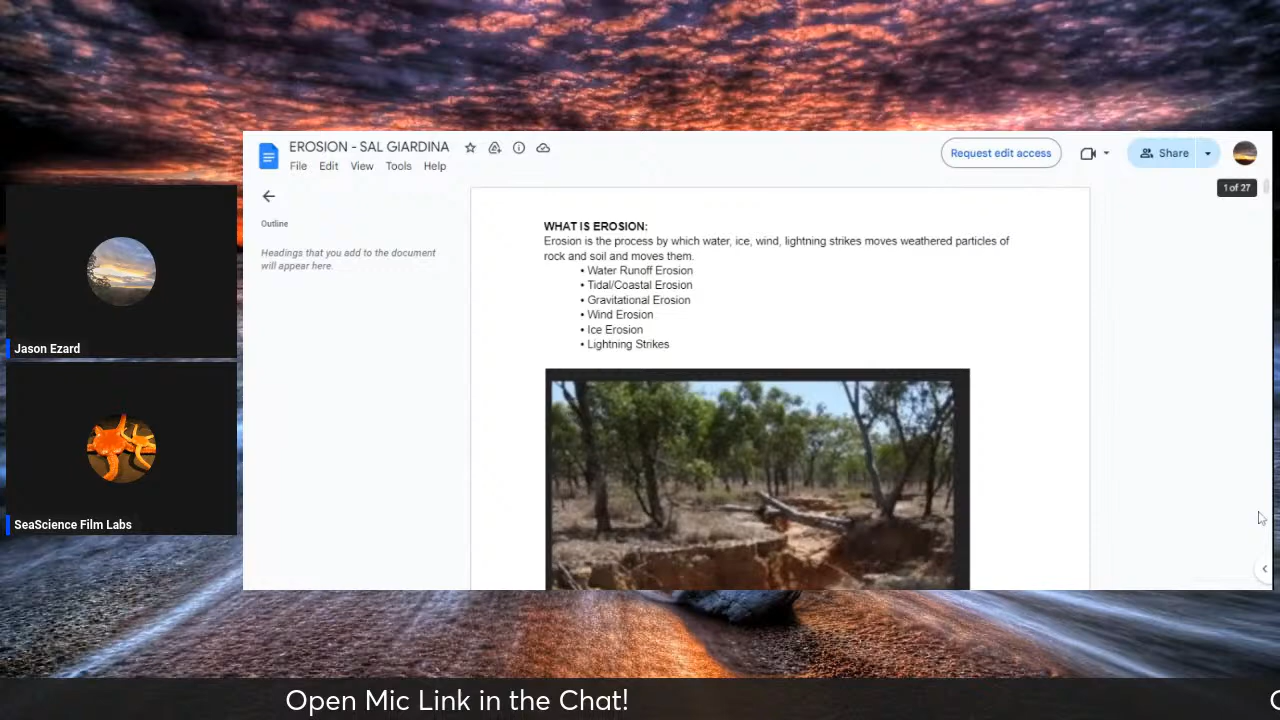 EROSION - SAL GIARDINA
File Edit View Tools Help
Request edit access
Share
1 of 27
Outline
Headings that you add to the document
will appear here.
WHAT IS EROSION:
Erosion is the process by which water, ice, wind, lightning strikes moves weathered particles of
rock and soil and moves them.
• Water Runoff Erosion
• Tidal/Coastal Erosion
• Gravitational Erosion
• Wind Erosion
• Ice Erosion
• Lightning Strikes
Jason Ezard
SeaScience Film Labs
Open Mic Link in the Chat!